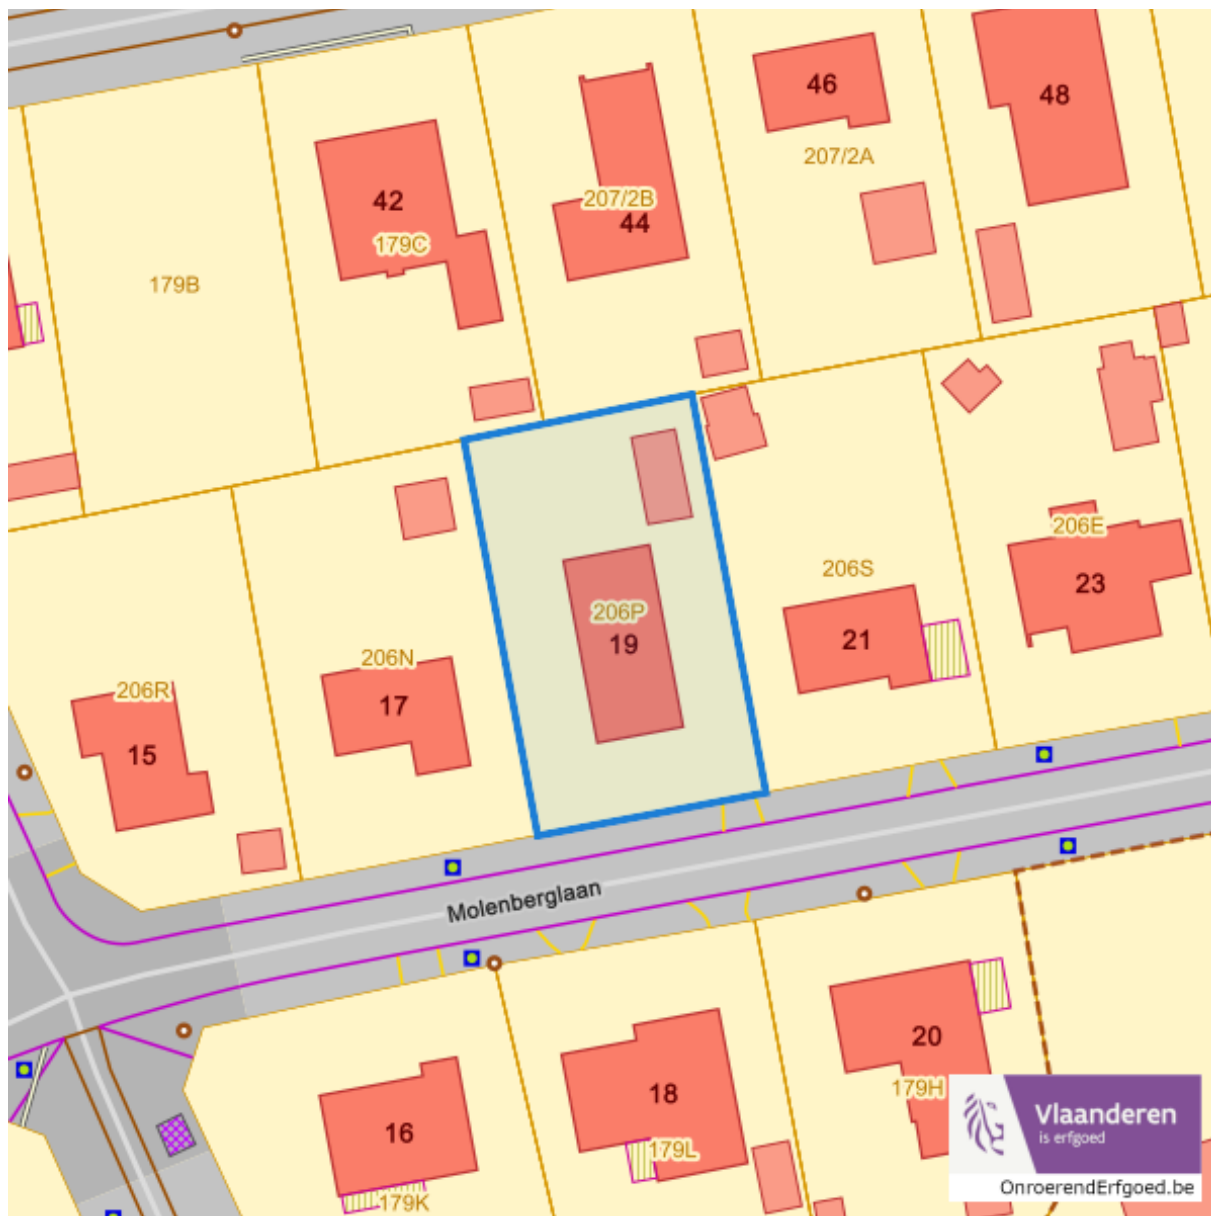 46
48
207/2A
42
207/2B
44
179C
179B
206E
206S
23
206P
19
21
206N
17
206R
15
Molenberglaan
20
179H
18
16
179L
179K
Vlaanderen
is erfgoed
OnroerendErfgoed.be